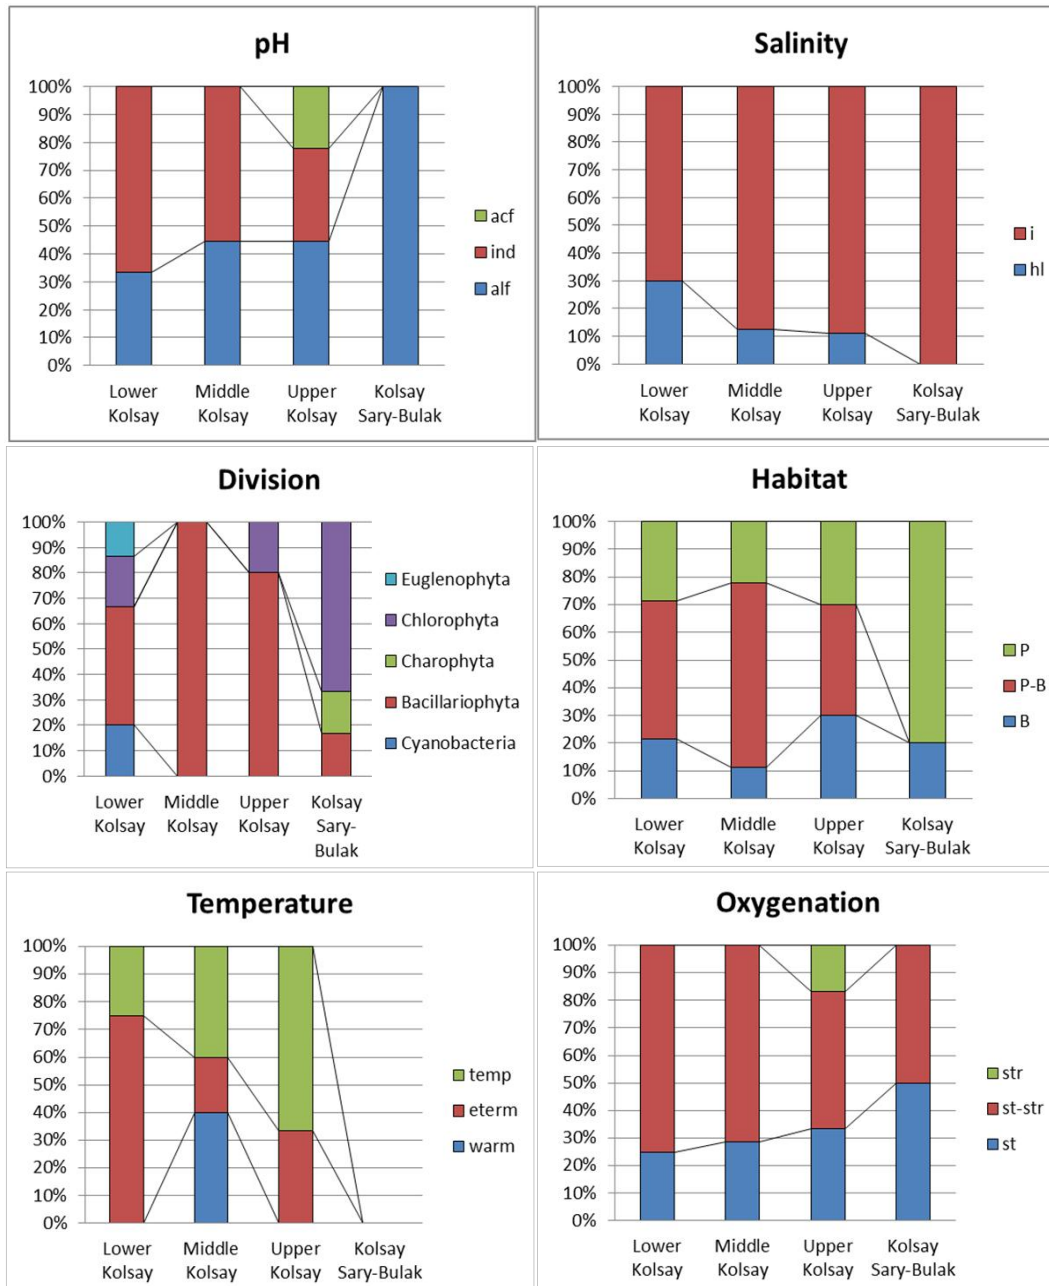 pH
100%
90%
80%
70%
60%
50%
40%
30%
20%
10%
0%
acf
ind
alf
Lower Kolsay
Middle Kolsay
Upper Kolsay
Kolsay Sary-Bulak
Salinity
100%
90%
80%
70%
60%
50%
40%
30%
20%
10%
0%
i
hl
Lower Kolsay
Middle Kolsay
Upper Kolsay
Kolsay Sary-Bulak
Division
100%
90%
80%
70%
60%
50%
40%
30%
20%
10%
0%
Euglenophyta
Chlorophyta
Charophyta
Bacillariophyta
Cyanobacteria
Lower Kolsay
Middle Kolsay
Upper Kolsay
Kolsay Sary-Bulak
Habitat
100%
90%
80%
70%
60%
50%
40%
30%
20%
10%
0%
P
P-B
B
Lower Kolsay
Middle Kolsay
Upper Kolsay
Kolsay Sary-Bulak
Temperature
100%
90%
80%
70%
60%
50%
40%
30%
20%
10%
0%
temp
eterm
warm
Lower Kolsay
Middle Kolsay
Upper Kolsay
Kolsay Sary-Bulak
Oxygenation
100%
90%
80%
70%
60%
50%
40%
30%
20%
10%
0%
str
st-str
st
Lower Kolsay
Middle Kolsay
Upper Kolsay
Kolsay Sary-Bulak